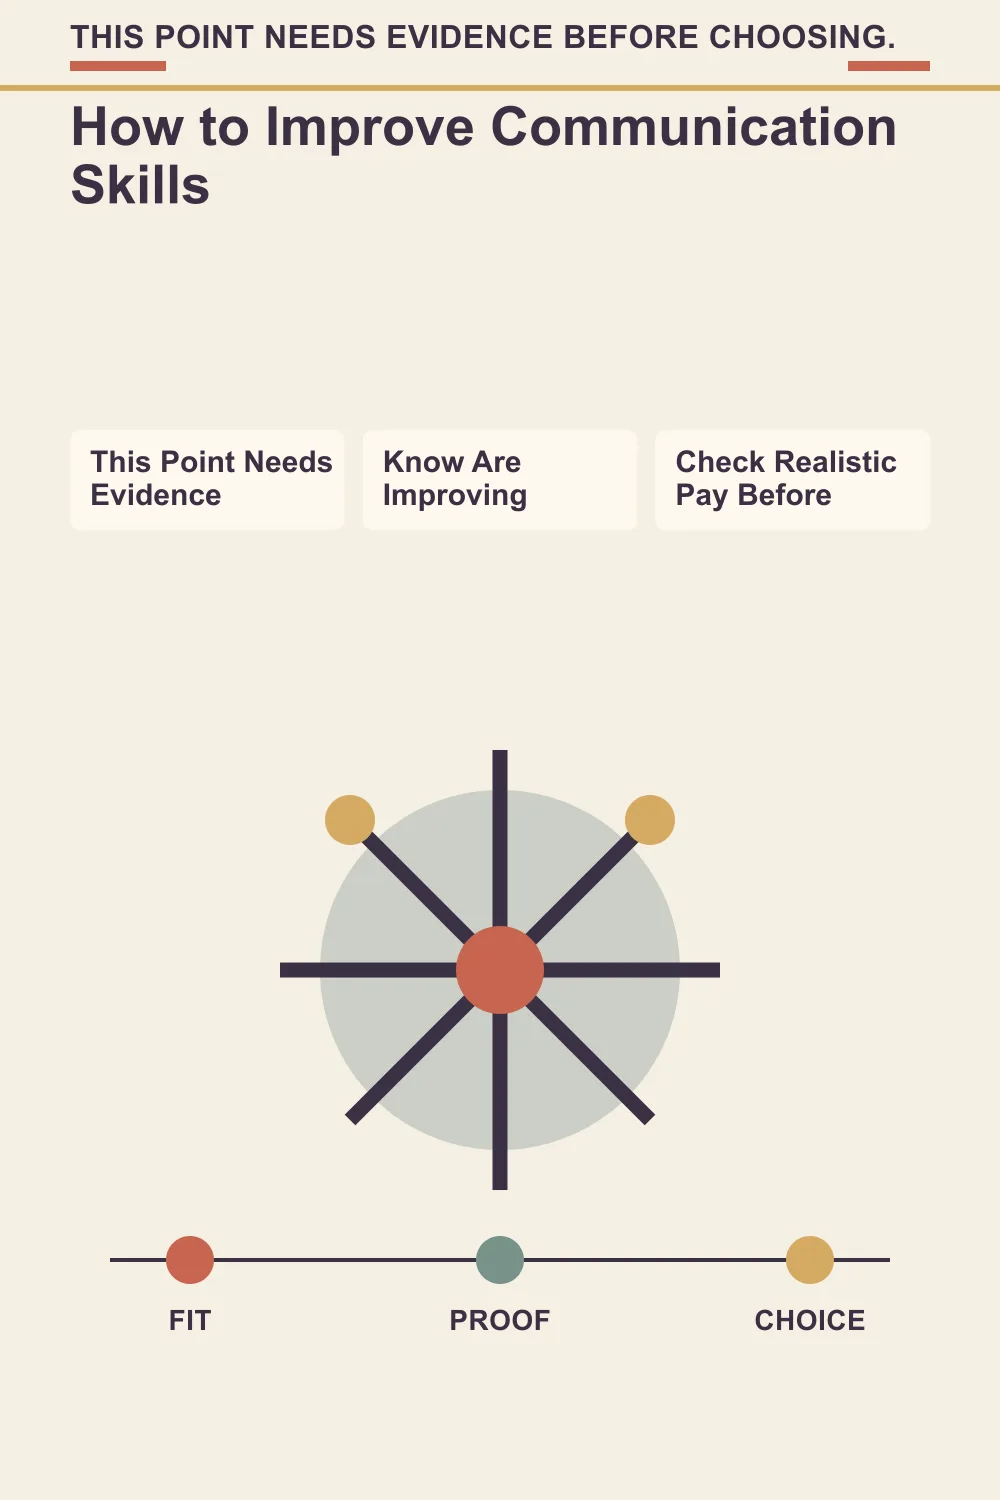 THIS POINT NEEDS EVIDENCE BEFORE CHOOSING.
How to Improve Communication
Skills
This Point Needs
Evidence
Know Are
Improving
Check Realistic
Pay Before
FIT
PROOF
CHOICE